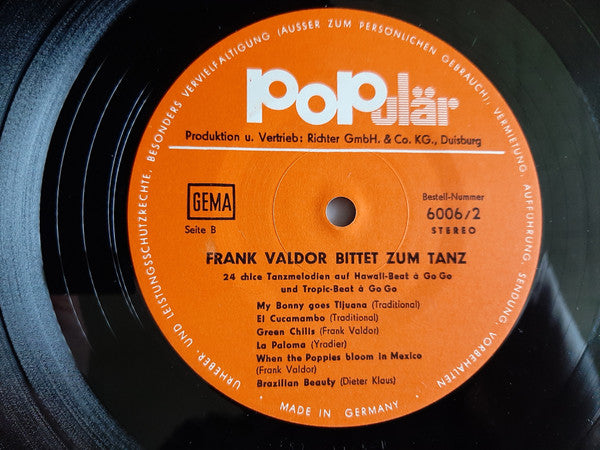 URHEBER- UND LEISTUNGSSCHUTZRECHTE, BESONDERS VERVIELFÄLTIGUNG (AUSSER ZUM PERSÖNLICHEN GEBRAUCH), VERMIETUNG, AUFFÜHRUNG, SENDUNG, VORBEHALTEN
populär
Produktion u. Vertrieb: Richter GmbH. & Co. KG., Duisburg
GEMA
Seite B
Bestell-Nummer
6006/2
STEREO
FRANK VALDOR BITTET ZUM TANZ
24 chice Tanzmelodien auf Hawaii-Beat à Go Go
und Tropic-Beat à Go Go
My Bonny goes Tijuana (Traditional)
El Cucamambo (Traditional)
Green Chills (Frank Valdor)
La Paloma (Yradier)
When the Poppies bloom in Mexico
(Frank Valdor)
Brazilian Beauty (Dieter Klaus)
• MADE IN GERMANY •